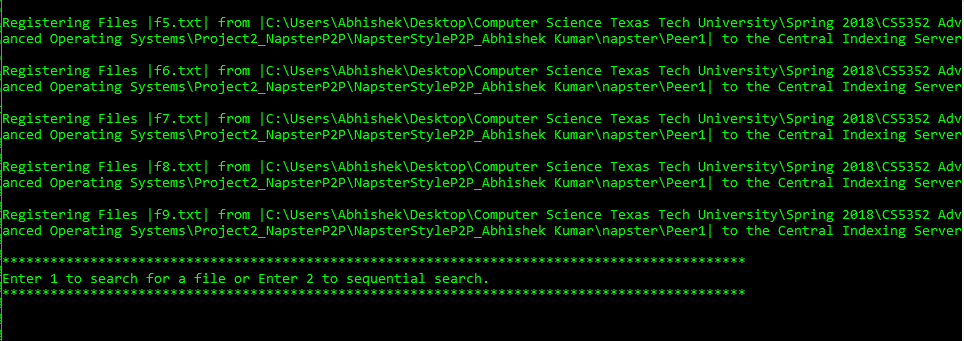 Registering Files |f5.txt| from |C:\Users\Abhishek\Desktop\Computer Science Texas Tech University\Spring 2018\CS5352 Adv
anced Operating Systems\Project2_NapsterP2P\NapsterStyleP2P_Abhishek Kumar\napster\Peer1| to the Central Indexing Server
Registering Files |f6.txt| from |C:\Users\Abhishek\Desktop\Computer Science Texas Tech University\Spring 2018\CS5352 Adv
anced Operating Systems\Project2_NapsterP2P\NapsterStyleP2P_Abhishek Kumar\napster\Peer1| to the Central Indexing Server
Registering Files |f7.txt| from |C:\Users\Abhishek\Desktop\Computer Science Texas Tech University\Spring 2018\CS5352 Adv
anced Operating Systems\Project2_NapsterP2P\NapsterStyleP2P_Abhishek Kumar\napster\Peer1| to the Central Indexing Server
Registering Files |f8.txt| from |C:\Users\Abhishek\Desktop\Computer Science Texas Tech University\Spring 2018\CS5352 Adv
anced Operating Systems\Project2_NapsterP2P\NapsterStyleP2P_Abhishek Kumar\napster\Peer1| to the Central Indexing Server
Registering Files |f9.txt| from |C:\Users\Abhishek\Desktop\Computer Science Texas Tech University\Spring 2018\CS5352 Adv
anced Operating Systems\Project2_NapsterP2P\NapsterStyleP2P_Abhishek Kumar\napster\Peer1| to the Central Indexing Server
*********************************************************************************************
Enter 1 to search for a file or Enter 2 to sequential search.
*********************************************************************************************